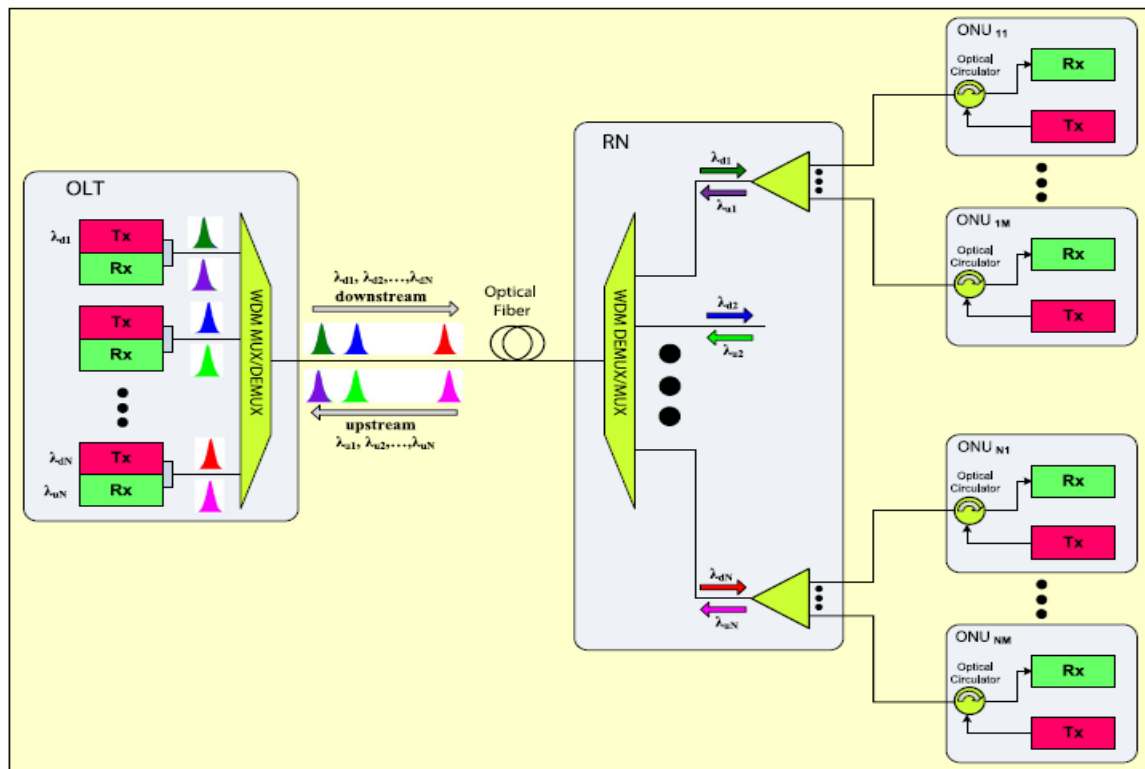 OLT
λd1
Tx
Rx
Tx
Rx
λdN
Tx
λuN
Rx
WDM MUX/DEMUX
λd1, λd2,...,λdN
downstream
upstream
λu1, λu2,...,λuN
Optical
Fiber
RN
WDM DEMUX/MUX
λd1
λu1
λd2
λu2
λdN
λuN
ONU 11
Optical
Circulator
Rx
Tx
ONU 1M
Optical
Circulator
Rx
Tx
ONU N1
Optical
Circulator
Rx
Tx
ONU NM
Optical
Circulator
Rx
Tx